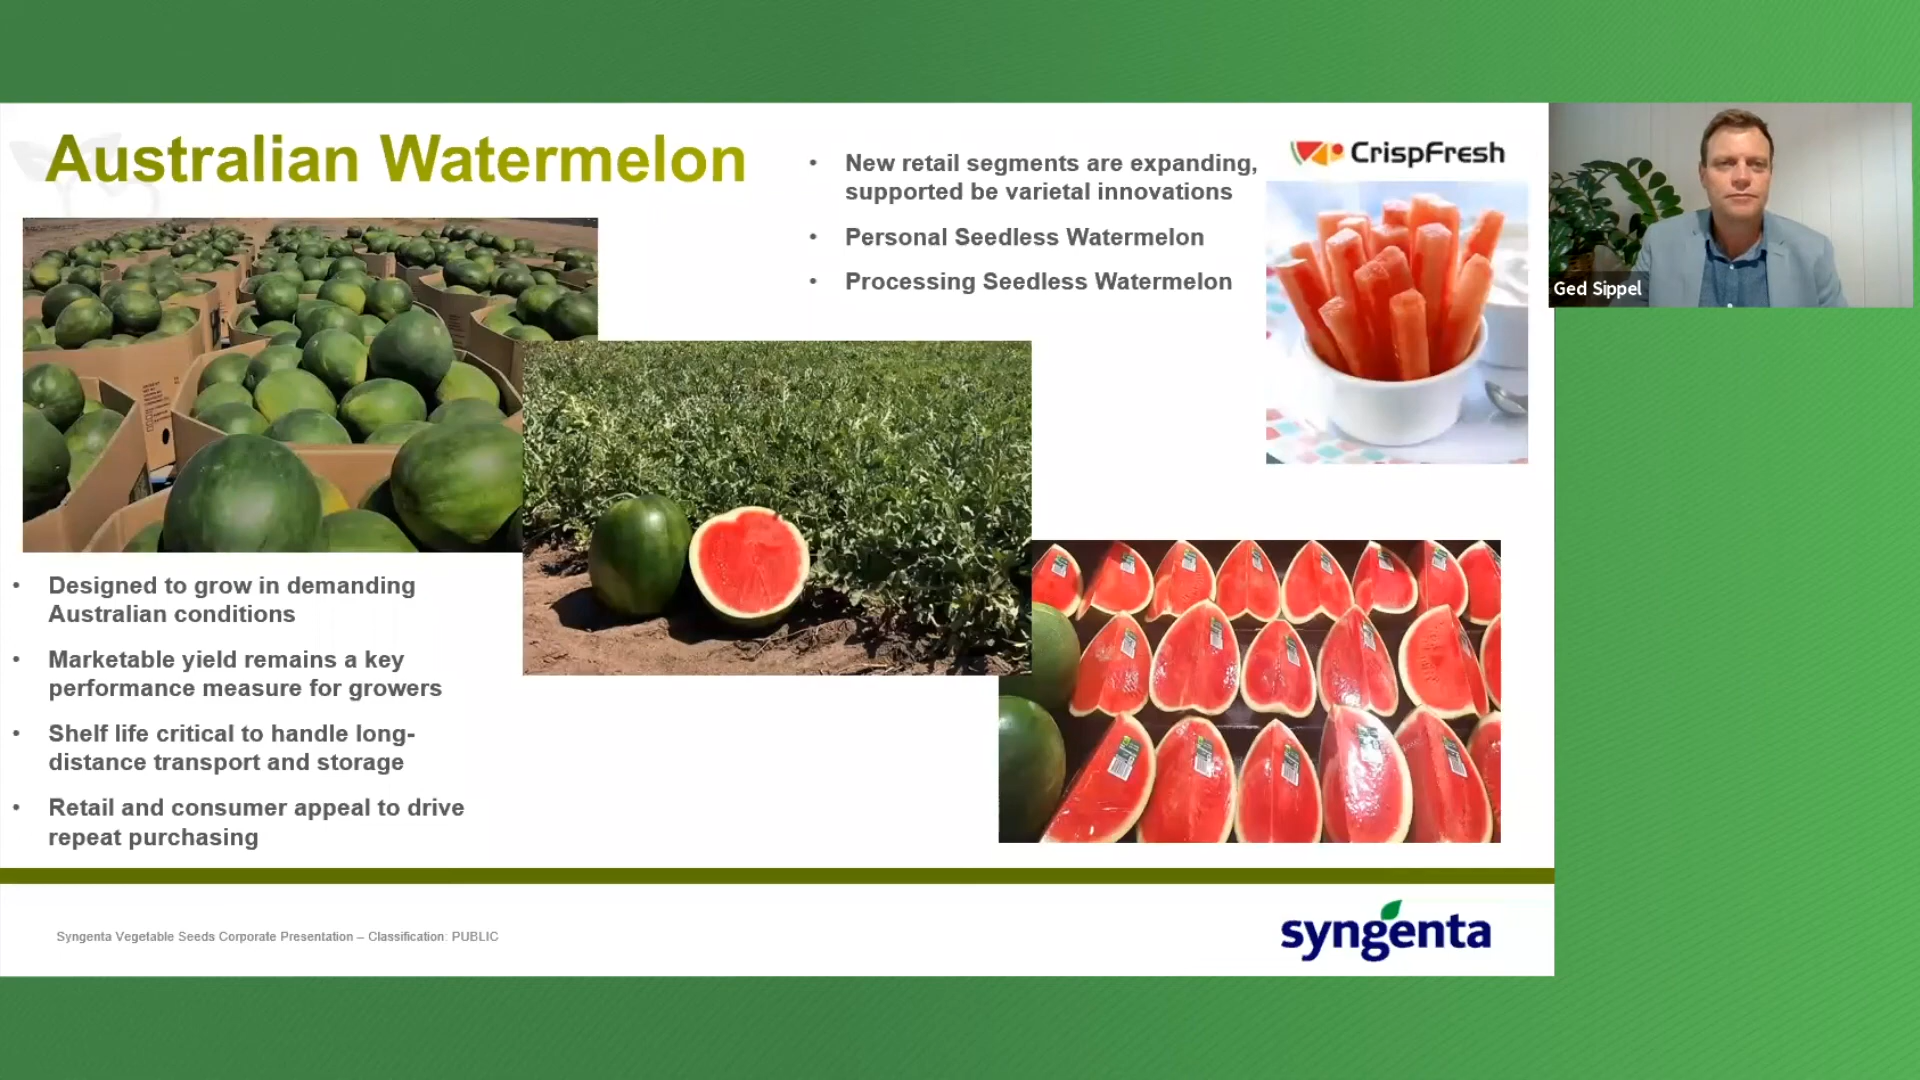 Australian Watermelon
• New retail segments are expanding,
supported be varietal innovations
• Personal Seedless Watermelon
• Processing Seedless Watermelon
CrispFresh
Ged Sippel
• Designed to grow in demanding
Australian conditions
• Marketable yield remains a key
performance measure for growers
• Shelf life critical to handle long-
distance transport and storage
• Retail and consumer appeal to drive
repeat purchasing
Syngenta Vegetable Seeds Corporate Presentation – Classification: PUBLIC
syngenta